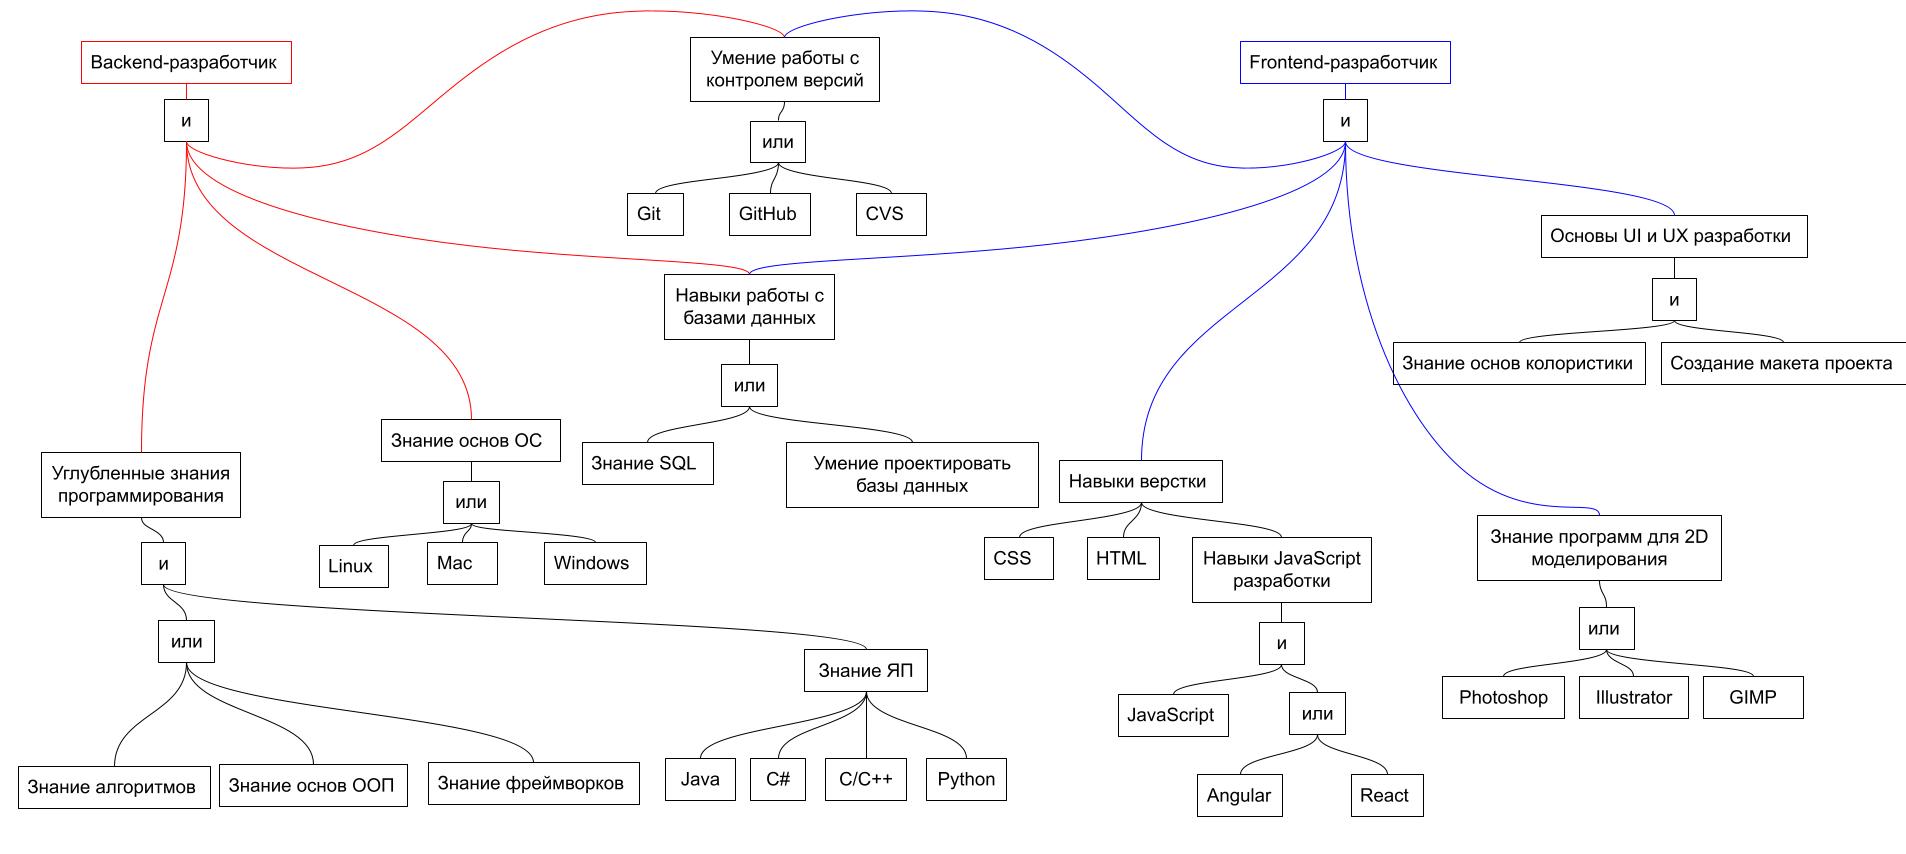 Backend-разработчик
и
Умение работы с
контролем версий
или
Git
GitHub
CVS
Frontend-разработчик
и
Основы UI и UX разработки
и
Знание основ колористики
Создание макета проекта
Навыки работы с
базами данных
или
Знание SQL
Умение проектировать
базы данных
Знание основ ОС
или
Linux
Mac
Windows
Углубленные знания
программирования
и
или
Знание алгоритмов
Знание основ ООП
Знание фреймворков
Знание ЯП
Java
C#
C/C++
Python
Навыки верстки
CSS
HTML
Навыки JavaScript
разработки
и
JavaScript
или
Angular
React
Знание программ для 2D
моделирования
или
Photoshop
Illustrator
GIMP